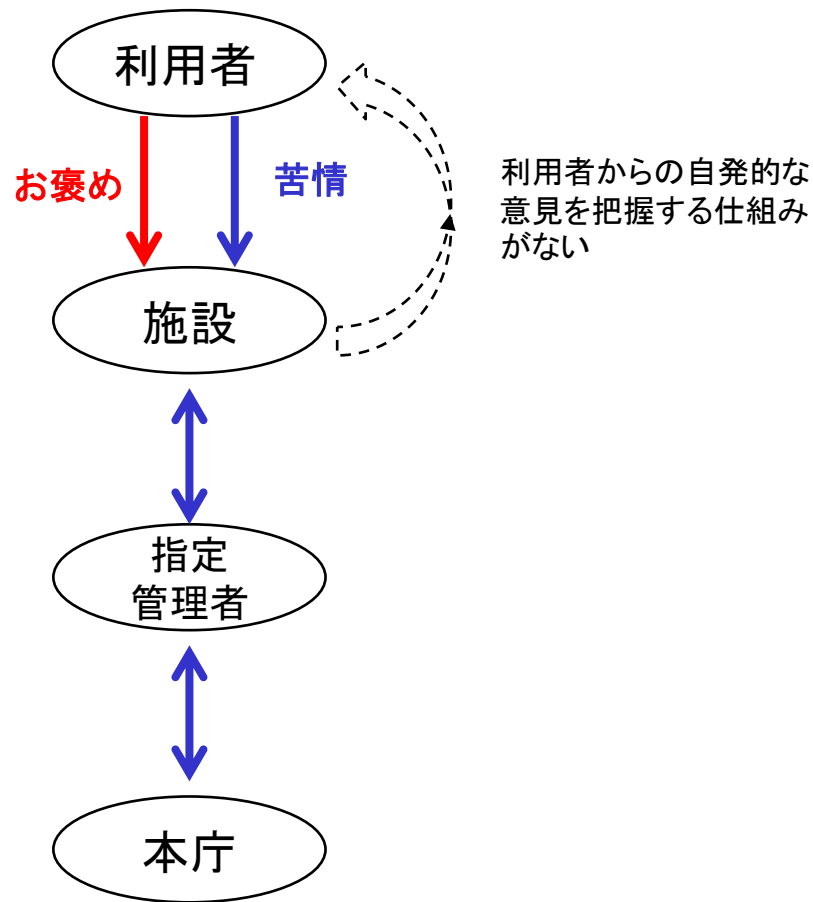 利用者
お褒め
苦情
利用者からの自発的な
意見を把握する仕組み
がない
施設
指定
管理者
本庁